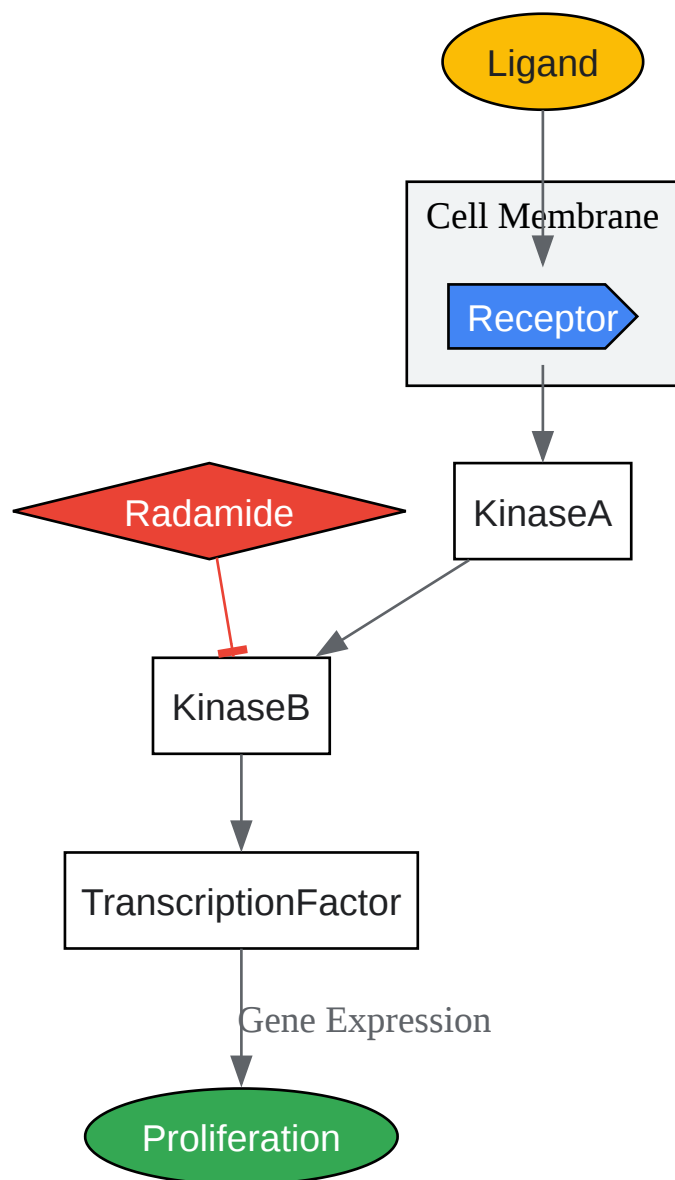 Ligand
Cell Membrane
Receptor
Radamide
KinaseA
KinaseB
TranscriptionFactor
Gene Expression
Proliferation